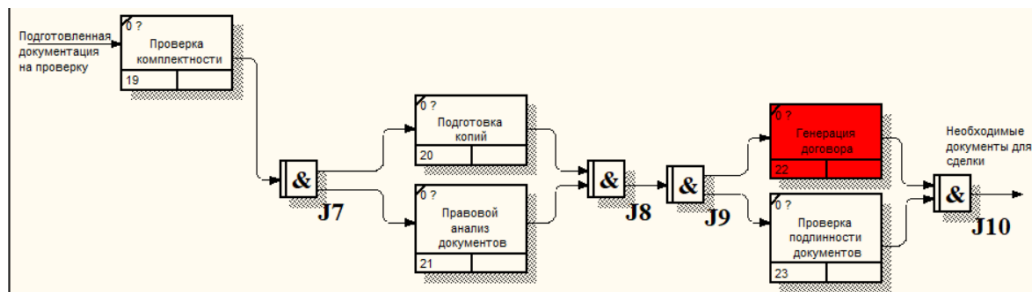 Подготовленная
документация
на проверку
0 ?
Проверка
комплектности
19
&
J7
0 ?
Подготовка
копий
20
0 ?
Правовой
анализ
документов
21
&
J8
&
J9
0 ?
Генерация
договора
22
0 ?
Проверка
подлинности
документов
23
&
J10
Необходимые
документы для
сделки